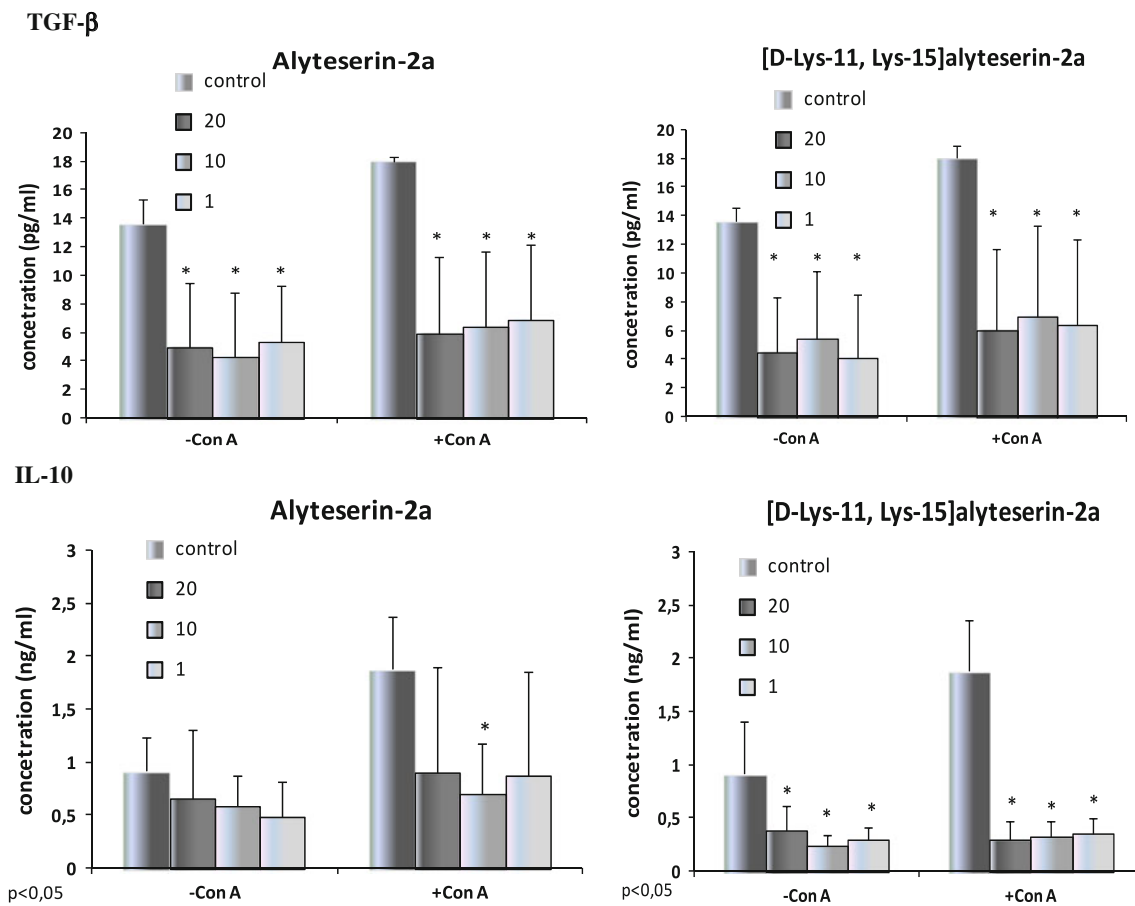 TGF-β
Alyteserin-2a
control
20
10
1
concetration (pg/ml)
20
18
16
14
12
10
8
6
4
2
0
*
*
*
*
*
*
-Con A
+Con A
[D-Lys-11, Lys-15]alyteserin-2a
control
20
10
1
concetration (pg/ml)
20
18
16
14
12
10
8
6
4
2
0
*
*
*
*
*
*
-Con A
+Con A
IL-10
Alyteserin-2a
control
20
10
1
concetration (ng/ml)
3
2,5
2
1,5
1
0,5
0
*
-Con A
+Con A
p<0,05
[D-Lys-11, Lys-15]alyteserin-2a
control
20
10
1
concetration (ng/ml)
3
2,5
2
1,5
1
0,5
0
*
*
*
*
*
*
-Con A
+Con A
p<0,05